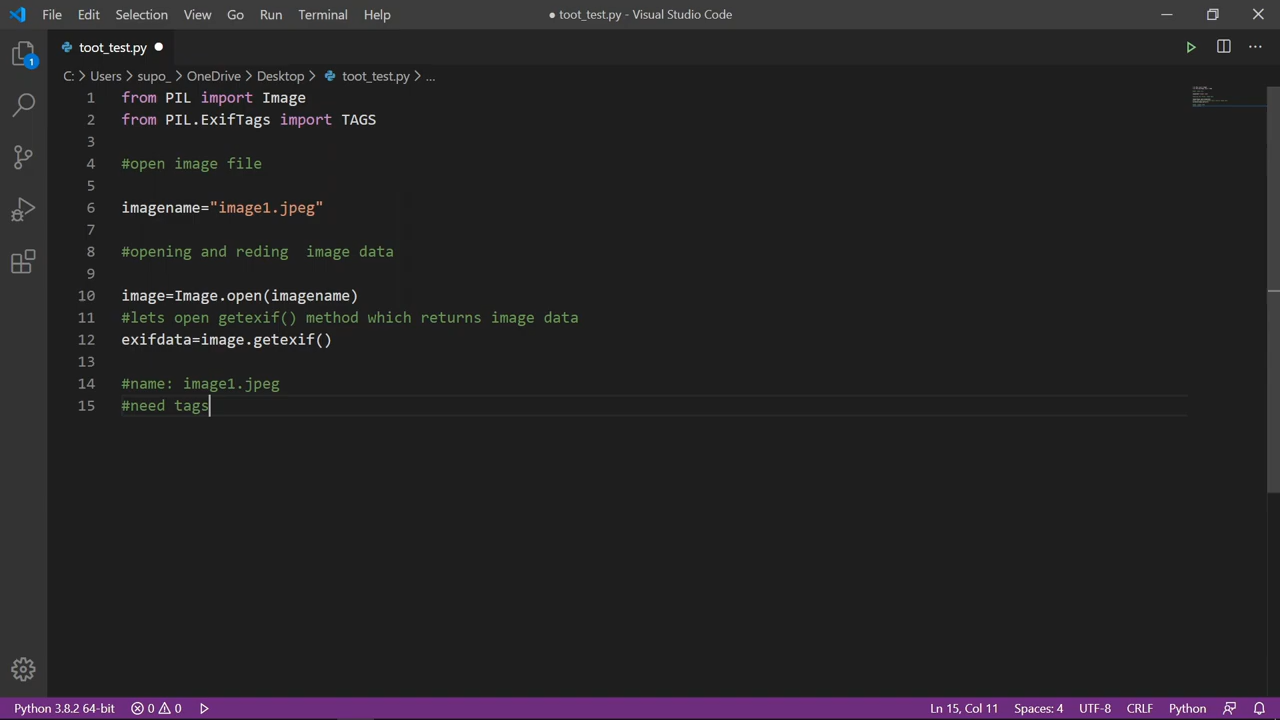 File Edit Selection View Go Run Terminal Help
● toot_test.py - Visual Studio Code
toot_test.py
C: > Users > supo_ > OneDrive > Desktop > toot_test.py > ...
1 from PIL import Image
2 from PIL.ExifTags import TAGS
3
4 #open image file
5
6 imagename="image1.jpeg"
7
8 #opening and reding  image data
9
10 image=Image.open(imagename)
11 #lets open getexif() method which returns image data
12 exifdata=image.getexif()
13
14 #name: image1.jpeg
15 #need tags
1
Python 3.8.2 64-bit 0 0 Ln 15, Col 11 Spaces: 4 UTF-8 CRLF Python